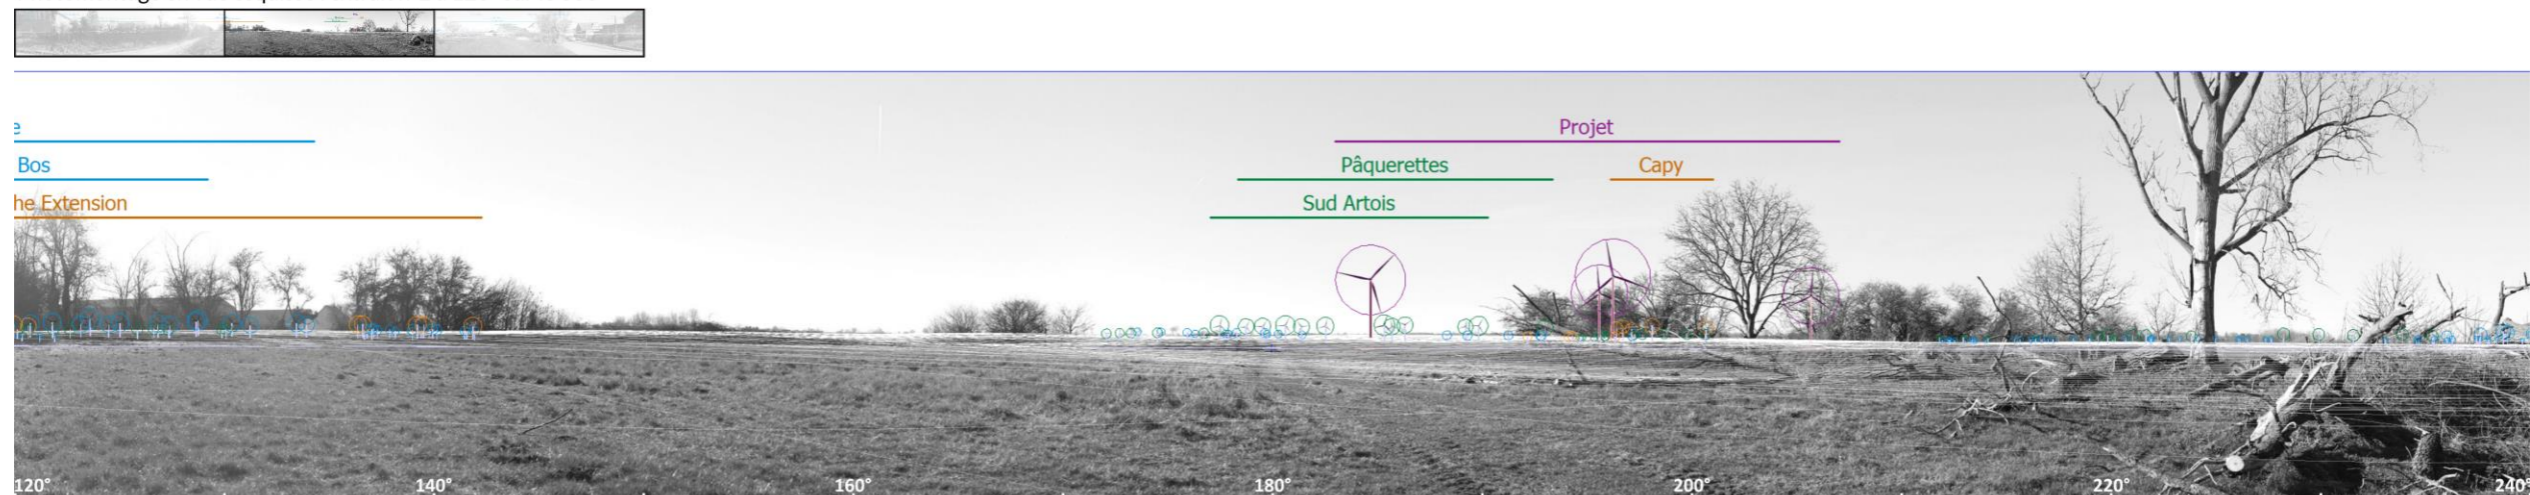 Projet
Bos
Pâquerettes
Capy
he Extension
Sud Artois
120°
140°
160°
180°
200°
220°
240°